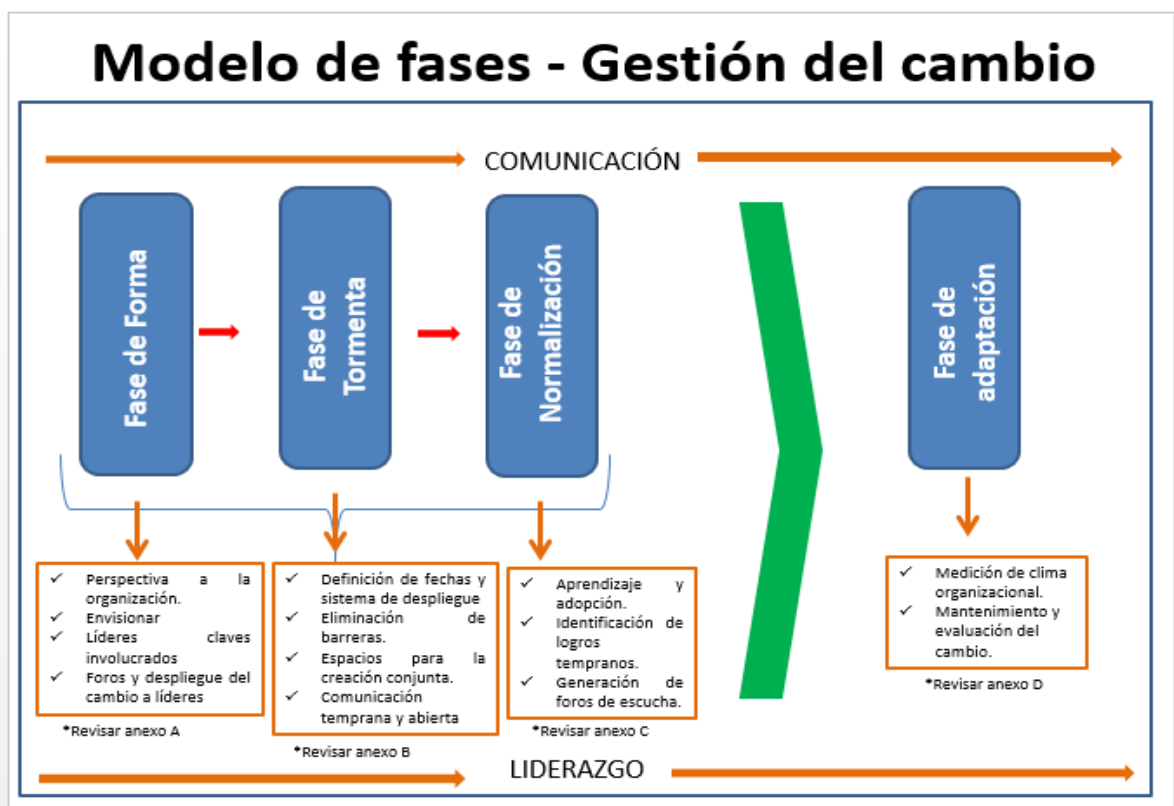 Modelo de fases - Gestión del cambio
COMUNICACIÓN
Fase de Forma
Fase de
Tormenta
Fase de
Normalización
Fase de
adaptación
✓ Perspectiva a la
organización.
✓ Envisionar
✓ Líderes claves
involucrados
✓ Foros y despliegue del
cambio a líderes
*Revisar anexo A
✓ Definición de fechas y
sistema de despliegue
✓ Eliminación de
barreras.
✓ Espacios para la
creación conjunta.
✓ Comunicación
temprana y abierta
*Revisar anexo B
✓ Aprendizaje y
adopción.
✓ Identificación de
logros
tempranos.
✓ Generación de
foros de escucha.
*Revisar anexo C
✓ Medición de clima
organizacional.
✓ Mantenimiento y
evaluación del
cambio.
*Revisar anexo D
LIDERAZGO